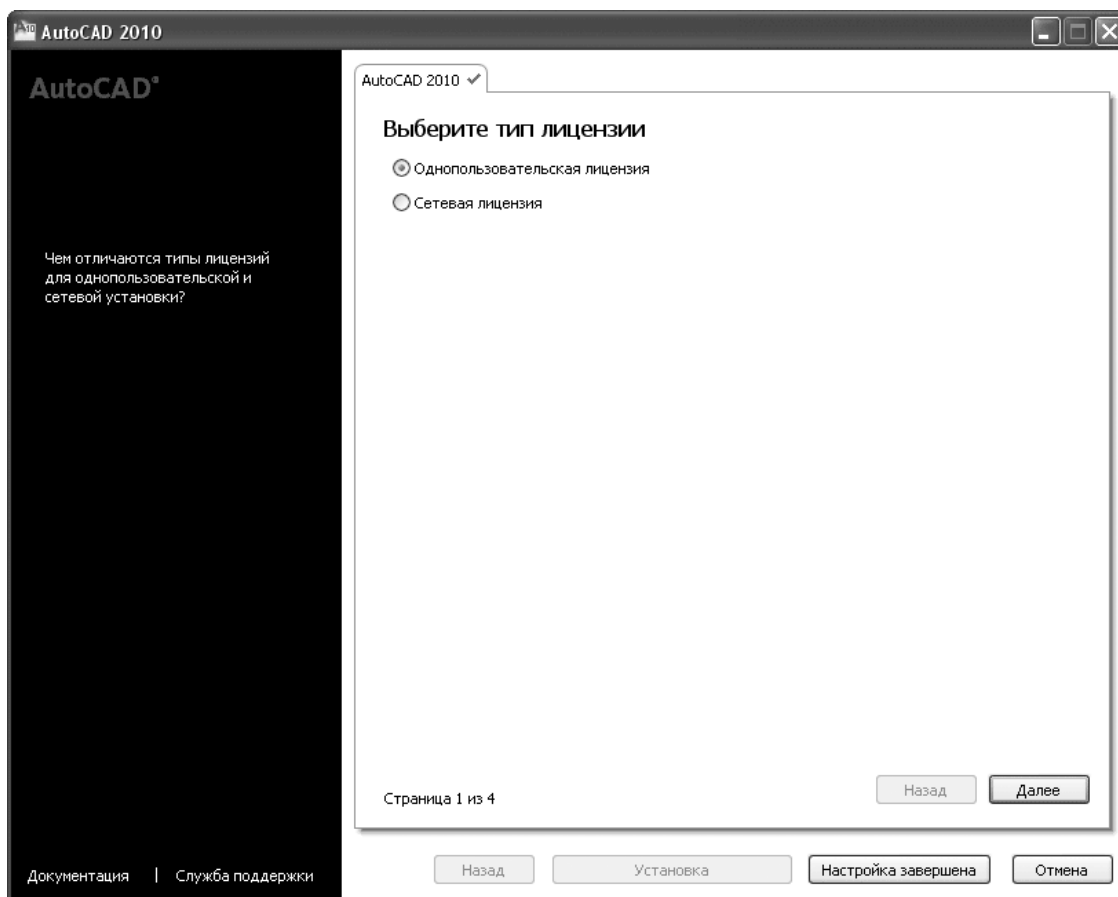 AutoCAD 2010
AutoCAD®
AutoCAD 2010
Выберите тип лицензии
Однопользовательская лицензия
Сетевая лицензия
Чем отличаются типы лицензий
для однопользовательской и
сетевой установки?
Страница 1 из 4
Назад
Далее
Документация | Служба поддержки
Назад
Установка
Настройка завершена
Отмена